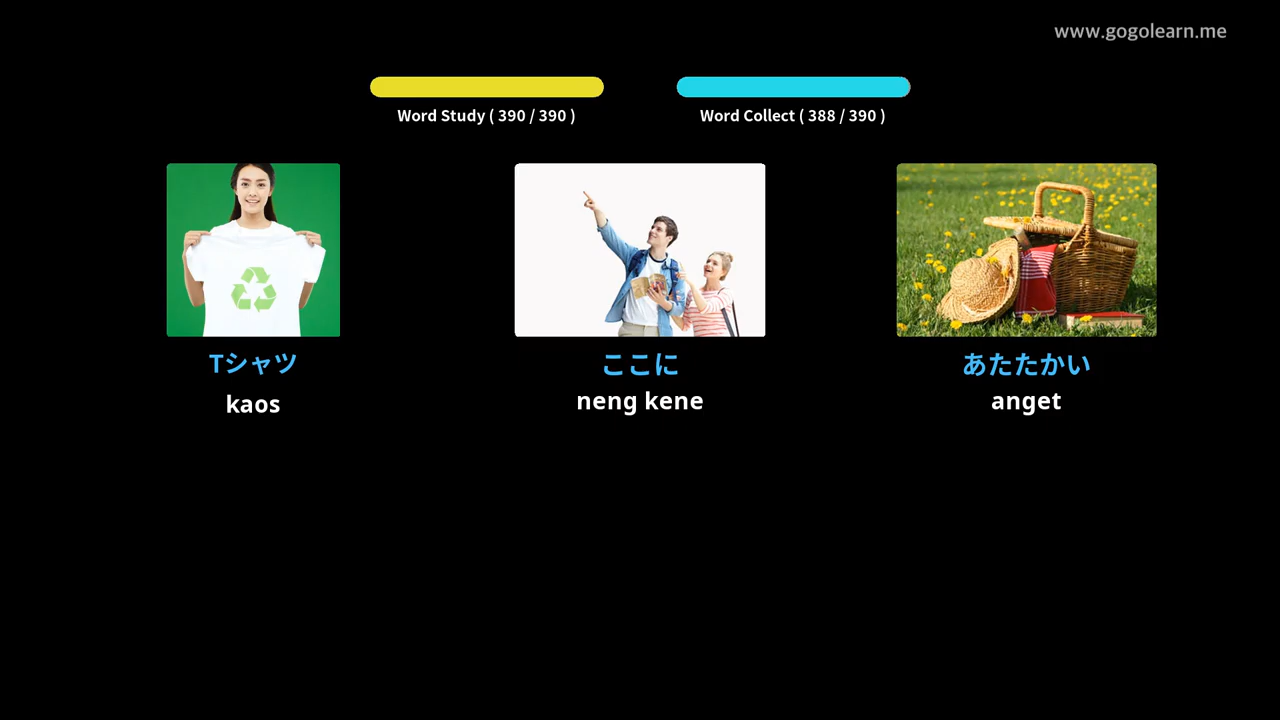 www.gogolearn.me
Word Study ( 390 / 390 )
Word Collect ( 388 / 390 )
Tシャツ
kaos
ここに
neng kene
あたたかい
anget